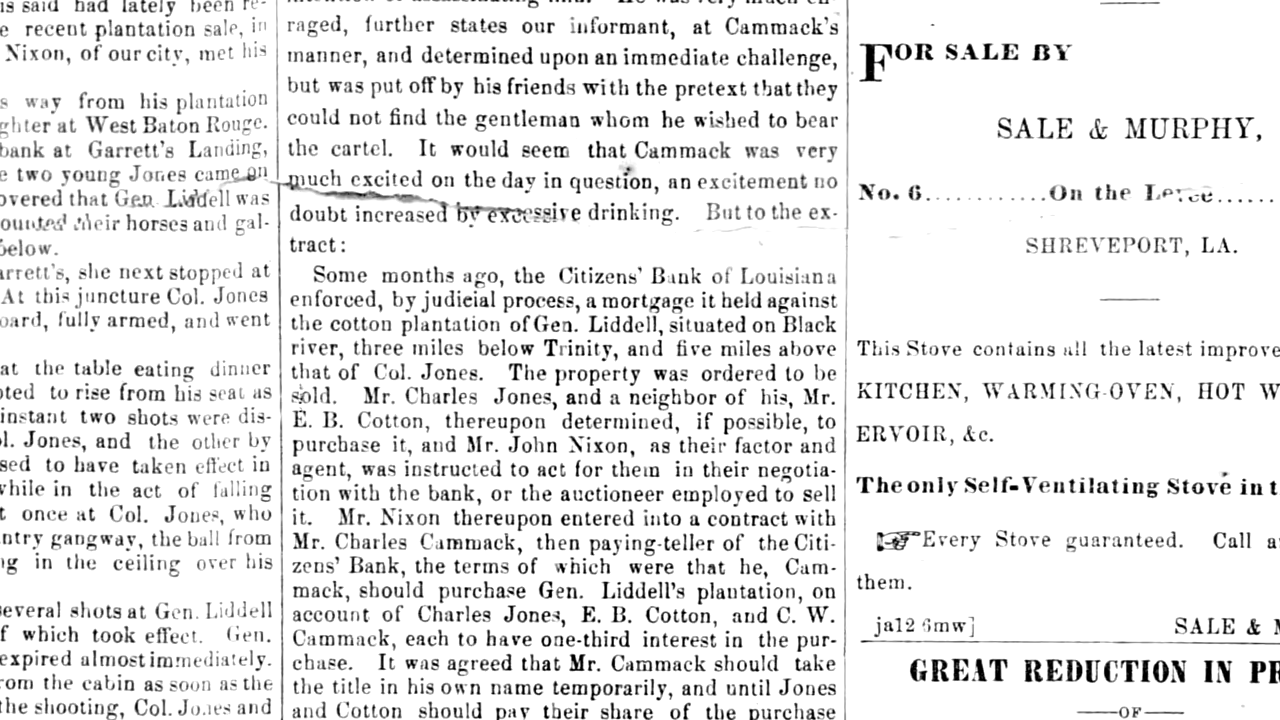 is said had lately been re-
e recent plantation sale, in
Nixon, of our city, met his
s way from his plantation
ghter at West Baton Rouge.
bank at Garrett's Landing,
e two young Jones came on
overed that Gen. Liddell was
ounted their horses and gal-
below.
arrett's, she next stopped at
At this juncture Col. Jones
oard, fully armed, and went
at the table eating dinner
pted to rise from his seat as
instant two shots were dis-
ol. Jones, and the other by
sed to have taken effect in
while in the act of falling
t once at Col. Jones, who
ntry gangway, the ball from
ng in the ceiling over his
several shots at Gen. Liddell
f which took effect. Gen.
expired almost immediately.
rom the cabin as soon as the
the shooting, Col. Jones and
raged, further states our informant, at Cammack's
manner, and determined upon an immediate challenge,
but was put off by his friends with the pretext that they
could not find the gentleman whom he wished to bear
the cartel. It would seem that Cammack was very
much excited on the day in question, an excitement no
doubt increased by excessive drinking. But to the ex-
tract:
Some months ago, the Citizens' Bank of Louisiana
enforced, by judicial process, a mortgage it held against
the cotton plantation of Gen. Liddell, situated on Black
river, three miles below Trinity, and five miles above
that of Col. Jones. The property was ordered to be
sold. Mr. Charles Jones, and a neighbor of his, Mr.
E. B. Cotton, thereupon determined, if possible, to
purchase it, and Mr. John Nixon, as their factor and
agent, was instructed to act for them in their negotia-
tion with the bank, or the auctioneer employed to sell
it. Mr. Nixon thereupon entered into a contract with
Mr. Charles Cammack, then paying-teller of the Citi-
zens' Bank, the terms of which were that he, Cam-
mack, should purchase Gen. Liddell's plantation, on
account of Charles Jones, E. B. Cotton, and C. W.
Cammack, each to have one-third interest in the pur-
chase. It was agreed that Mr. Cammack should take
the title in his own name temporarily, and until Jones
and Cotton should pay their share of the purchase
FOR SALE BY
SALE & MURPHY,
No. 6............On the Levee......
SHREVEPORT, LA.
This Stove contains all the latest improve
KITCHEN, WARMING-OVEN, HOT W
ERVOIR, &c.
The only Self-Ventilating Stove in t
☞Every Stove guaranteed. Call a
them.
ja12 6mw] SALE & M
GREAT REDUCTION IN PR
—OF—